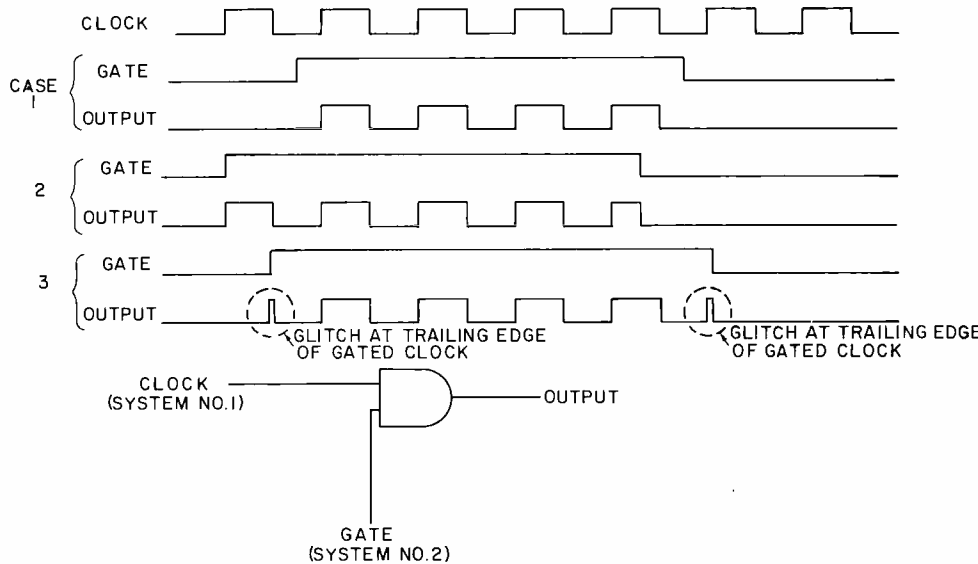 CLOCK
CASE
1
GATE
OUTPUT
2
GATE
OUTPUT
3
GATE
OUTPUT
GLITCH AT TRAILING EDGE
OF GATED CLOCK
GLITCH AT TRAILING EDGE
OF GATED CLOCK
CLOCK
(SYSTEM NO.1)
OUTPUT
GATE
(SYSTEM NO.2)